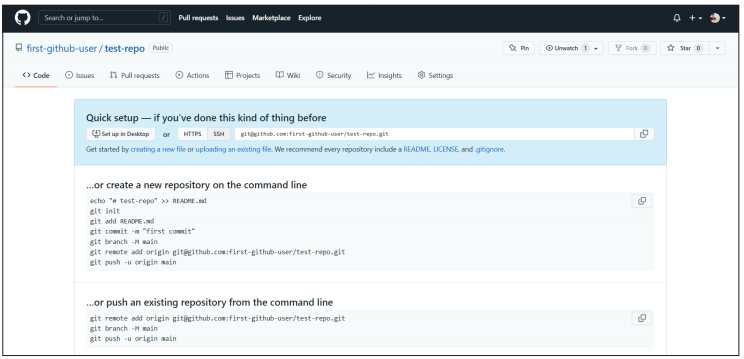 Search or jump to... /
Pull requests Issues Marketplace Explore
first-github-user / test-repo Public
Pin Unwatch 1 Fork 0 Star 0
Code Issues Pull requests Actions Projects Wiki Security Insights Settings
Quick setup — if you've done this kind of thing before
Set up in Desktop or HTTPS SSH git@github.com:first-github-user/test-repo.git
Get started by creating a new file or uploading an existing file. We recommend every repository include a README, LICENSE, and .gitignore.
...or create a new repository on the command line
echo "# test-repo" >> README.md
git init
git add README.md
git commit -m "first commit"
git branch -M main
git remote add origin git@github.com:first-github-user/test-repo.git
git push -u origin main
...or push an existing repository from the command line
git remote add origin git@github.com:first-github-user/test-repo.git
git branch -M main
git push -u origin main